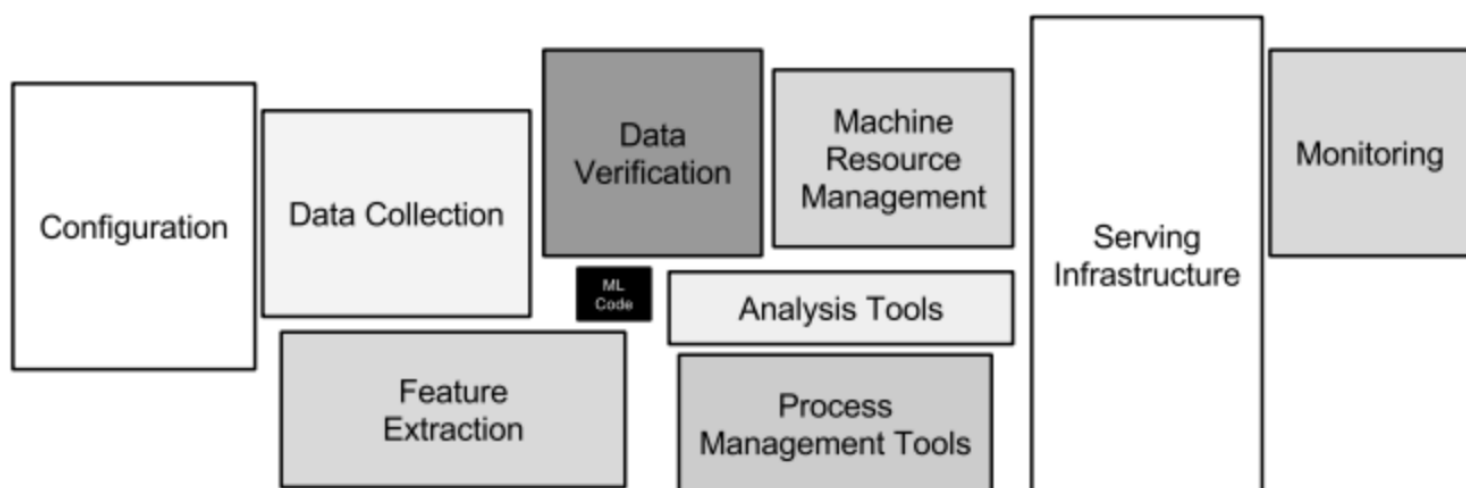 Configuration
Data Collection
Data
Verification
Machine
Resource
Management
Monitoring
Serving
Infrastructure
ML
Code
Analysis Tools
Feature
Extraction
Process
Management Tools